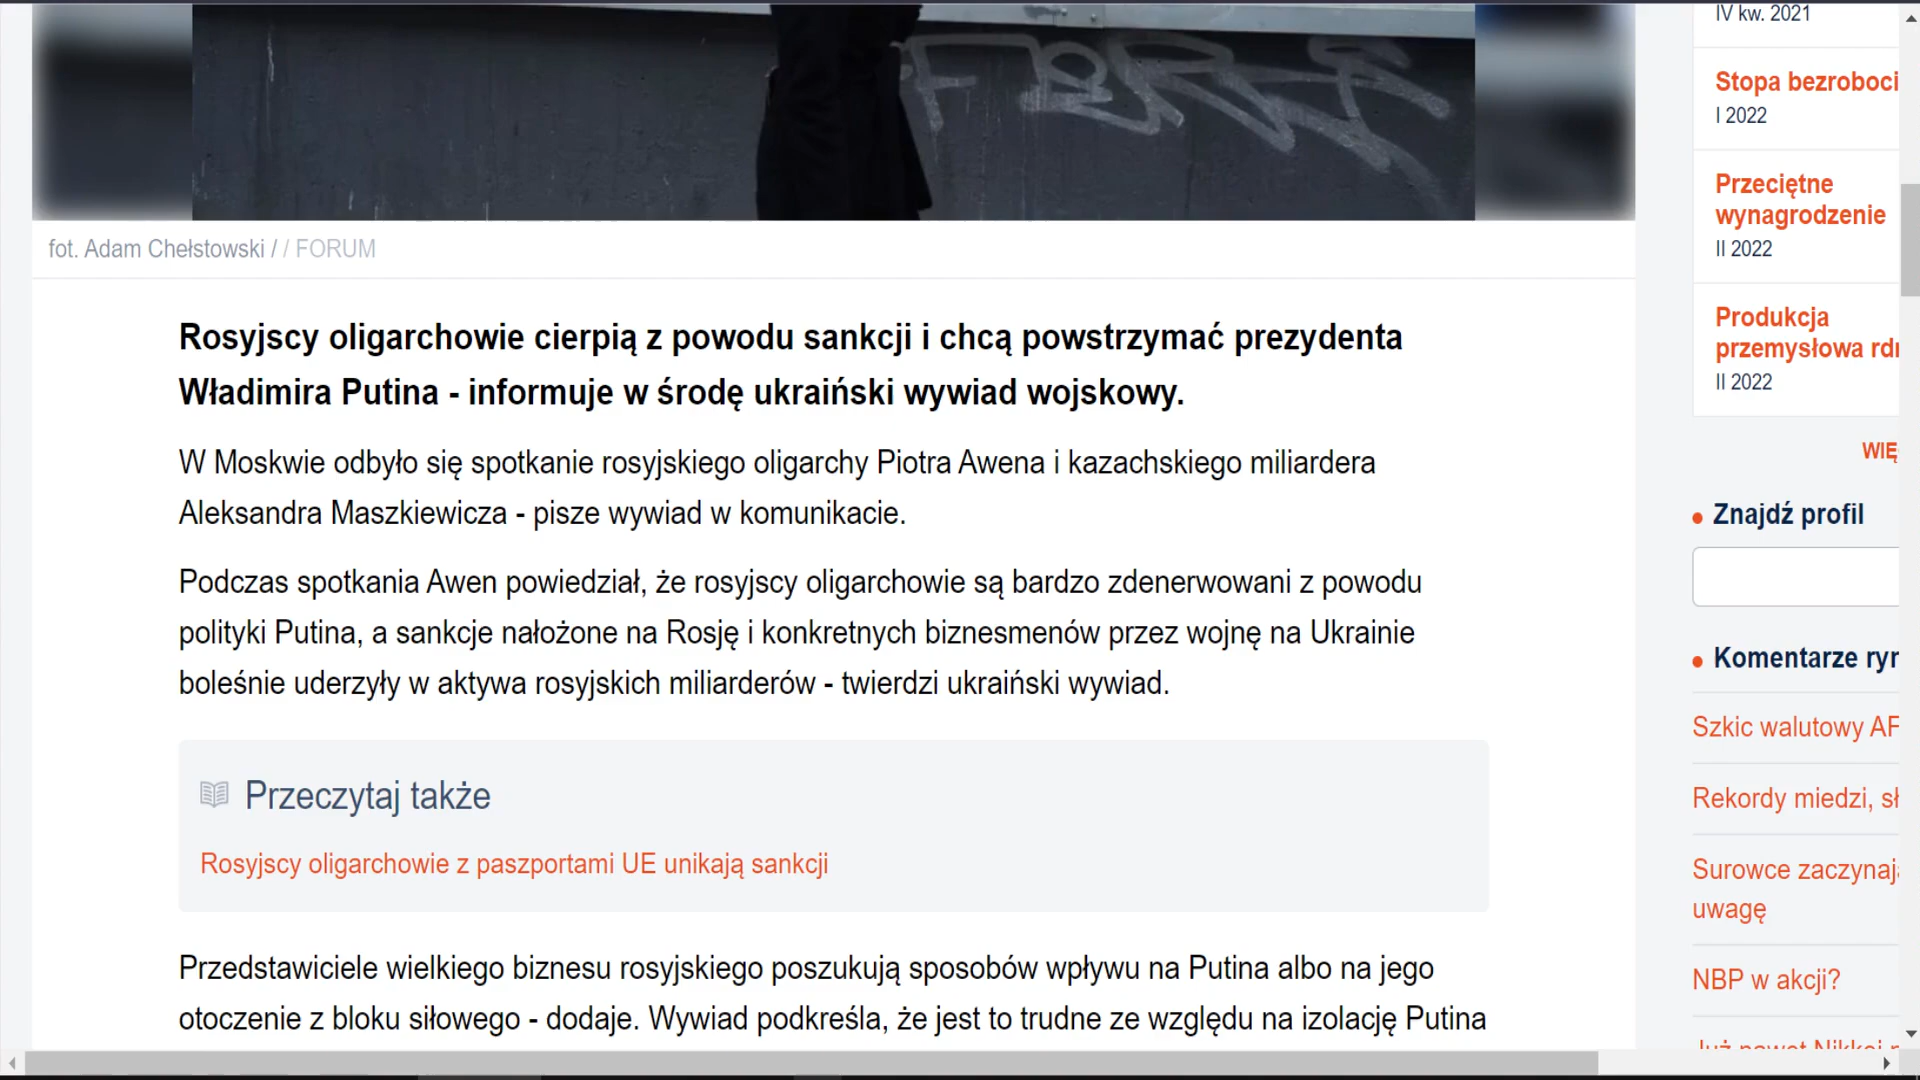 IV kw. 2021
Stopa bezroboci
I 2022
Przeciętne
wynagrodzenie
II 2022
Produkcja
przemysłowa rdr
II 2022
WIĘ
fot. Adam Chełstowski / / FORUM
Rosyjscy oligarchowie cierpią z powodu sankcji i chcą powstrzymać prezydenta
Władimira Putina - informuje w środę ukraiński wywiad wojskowy.
W Moskwie odbyło się spotkanie rosyjskiego oligarchy Piotra Awena i kazachskiego miliardera
Aleksandra Maszkiewicza - pisze wywiad w komunikacie.
Podczas spotkania Awen powiedział, że rosyjscy oligarchowie są bardzo zdenerwowani z powodu
polityki Putina, a sankcje nałożone na Rosję i konkretnych biznesmenów przez wojnę na Ukrainie
boleśnie uderzyły w aktywa rosyjskich miliarderów - twierdzi ukraiński wywiad.
Przeczytaj także
Rosyjscy oligarchowie z paszportami UE unikają sankcji
Przedstawiciele wielkiego biznesu rosyjskiego poszukują sposobów wpływu na Putina albo na jego
otoczenie z bloku siłowego - dodaje. Wywiad podkreśla, że jest to trudne ze względu na izolację Putina
Znajdź profil
Komentarze ryn
Szkic walutowy AF
Rekordy miedzi, sł
Surowce zaczynają
uwagę
NBP w akcji?
Już nawet Nikkei